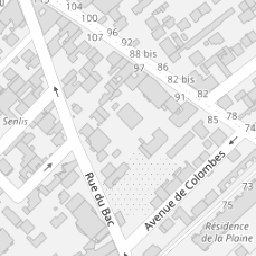 104
100
96
92
107
88 bis
97
86
82 bis
82
91
85
78
74
Senlis
Rue du Bac
Avenue de Colombes
73
75
Résidence
de la Plaine